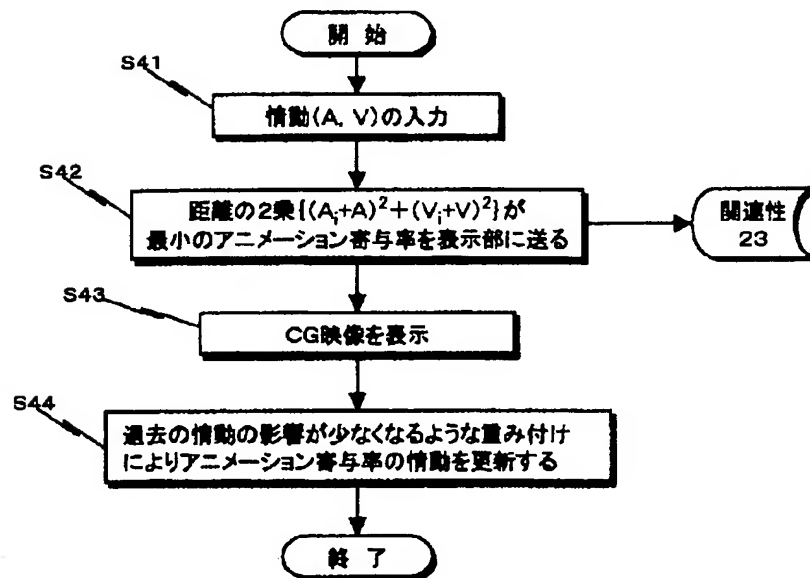 開 始
S41
情動(A, V)の入力
S42
距離の2乗{(Aᵢ+A)²+(Vᵢ+V)²}が
最小のアニメーション寄与率を表示部に送る
関連性
23
S43
CG映像を表示
S44
過去の情動の影響が少なくなるような重み付け
によりアニメーション寄与率の情動を更新する
終 了